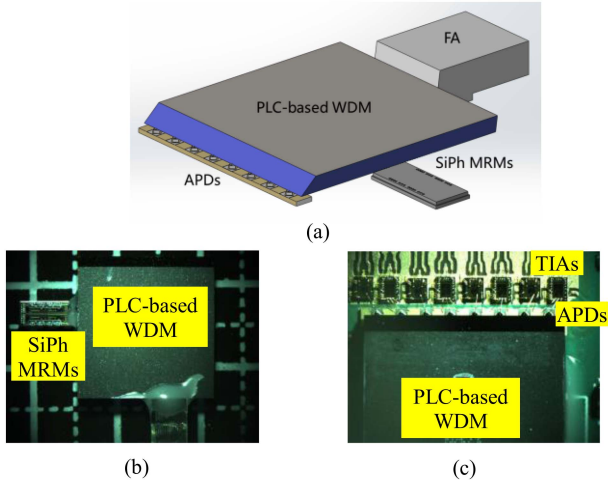 FA
PLC-based WDM
SiPh MRMs
APDs
(a)
TIAs
APDs
PLC-based
WDM
SiPh
MRMs
PLC-based
WDM
(b)
(c)